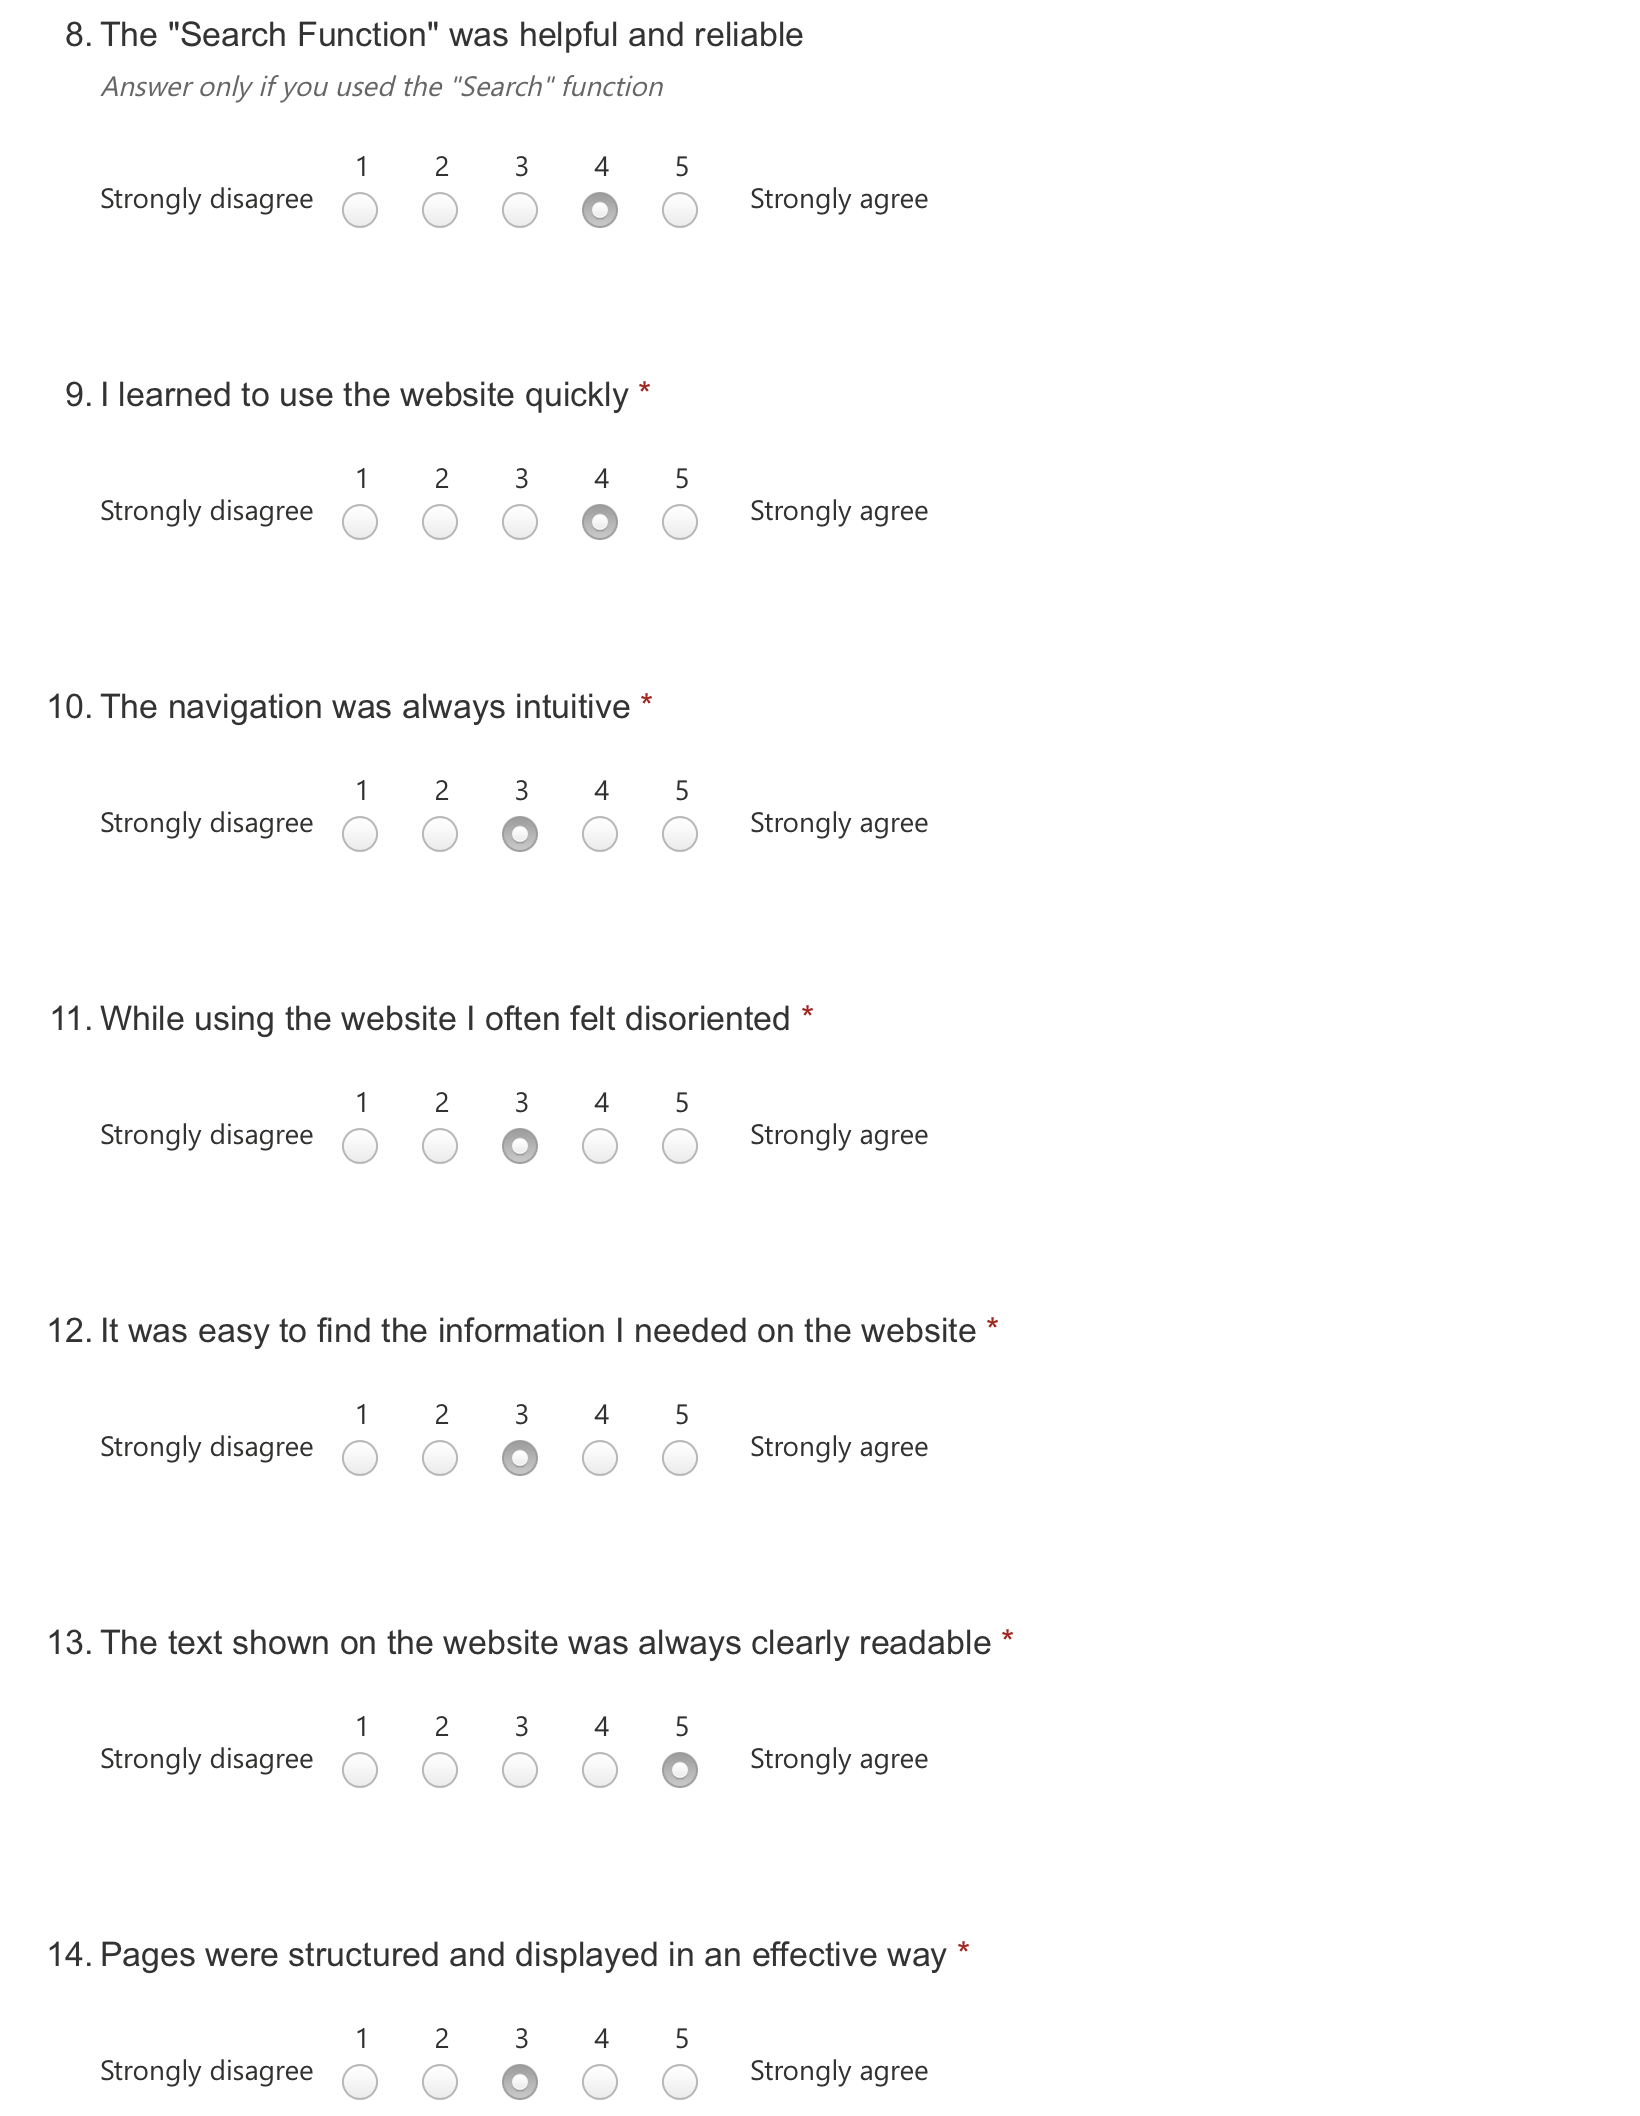 8. The "Search Function" was helpful and reliable
Answer only if you used the "Search" function
1 2 3 4 5
Strongly disagree Strongly agree
9. I learned to use the website quickly *
1 2 3 4 5
Strongly disagree Strongly agree
10. The navigation was always intuitive *
1 2 3 4 5
Strongly disagree Strongly agree
11. While using the website I often felt disoriented *
1 2 3 4 5
Strongly disagree Strongly agree
12. It was easy to find the information I needed on the website *
1 2 3 4 5
Strongly disagree Strongly agree
13. The text shown on the website was always clearly readable *
1 2 3 4 5
Strongly disagree Strongly agree
14. Pages were structured and displayed in an effective way *
1 2 3 4 5
Strongly disagree Strongly agree